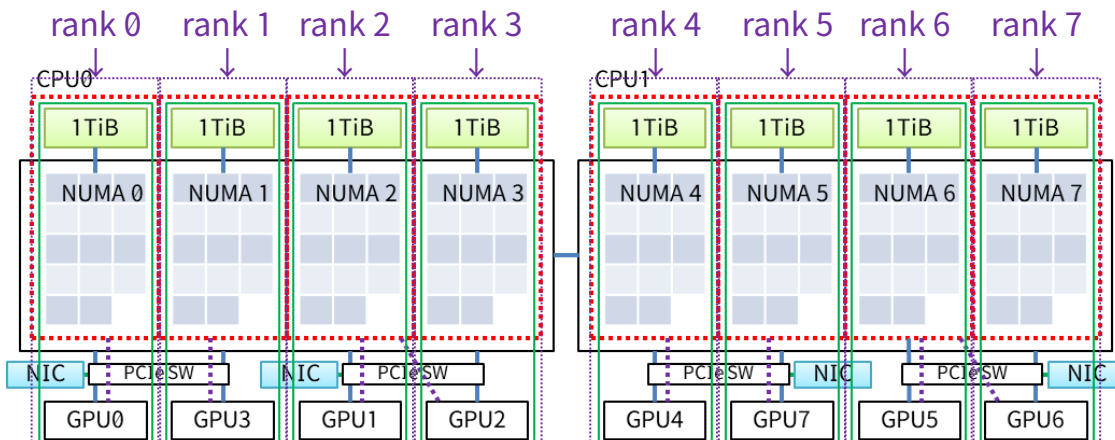 rank 0 rank 1 rank 2 rank 3 rank 4 rank 5 rank 6 rank 7
CPU0 CPU1
1TiB 1TiB 1TiB 1TiB 1TiB 1TiB 1TiB 1TiB
NUMA 0 NUMA 1 NUMA 2 NUMA 3 NUMA 4 NUMA 5 NUMA 6 NUMA 7
NIC PCIe SW NIC PCIe SW PCIe SW NIC PCIe SW NIC
GPU0 GPU3 GPU1 GPU2 GPU4 GPU7 GPU5 GPU6